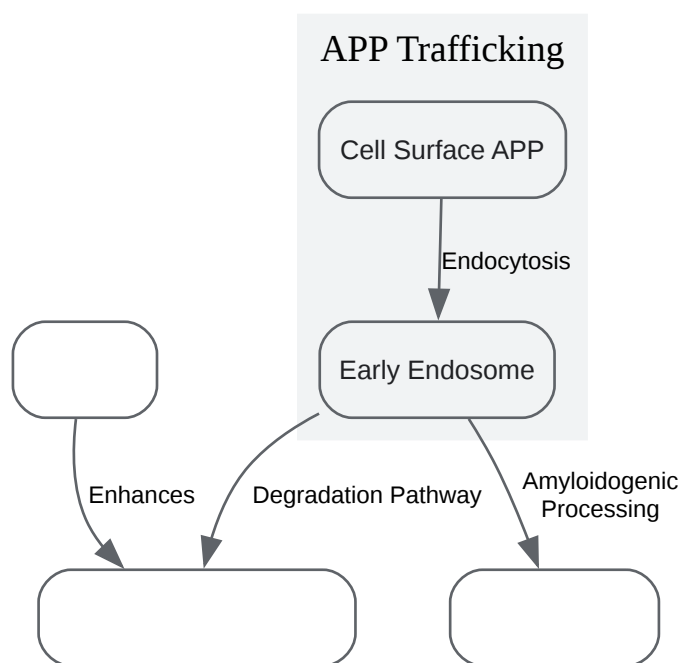 APP Trafficking
Cell Surface APP
Endocytosis
Early Endosome
Enhances
Degradation Pathway
Amyloidogenic
Processing